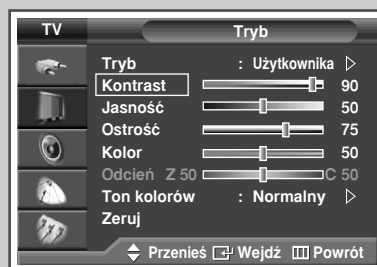 TV Tryb
Tryb : Użytkownika
Kontrast 90
Jasność 50
Ostrość 75
Kolor 50
Odcień Z 50 C 50
Ton kolorów : Normalny
Zeruj
Przenieś Wejdź Powrót